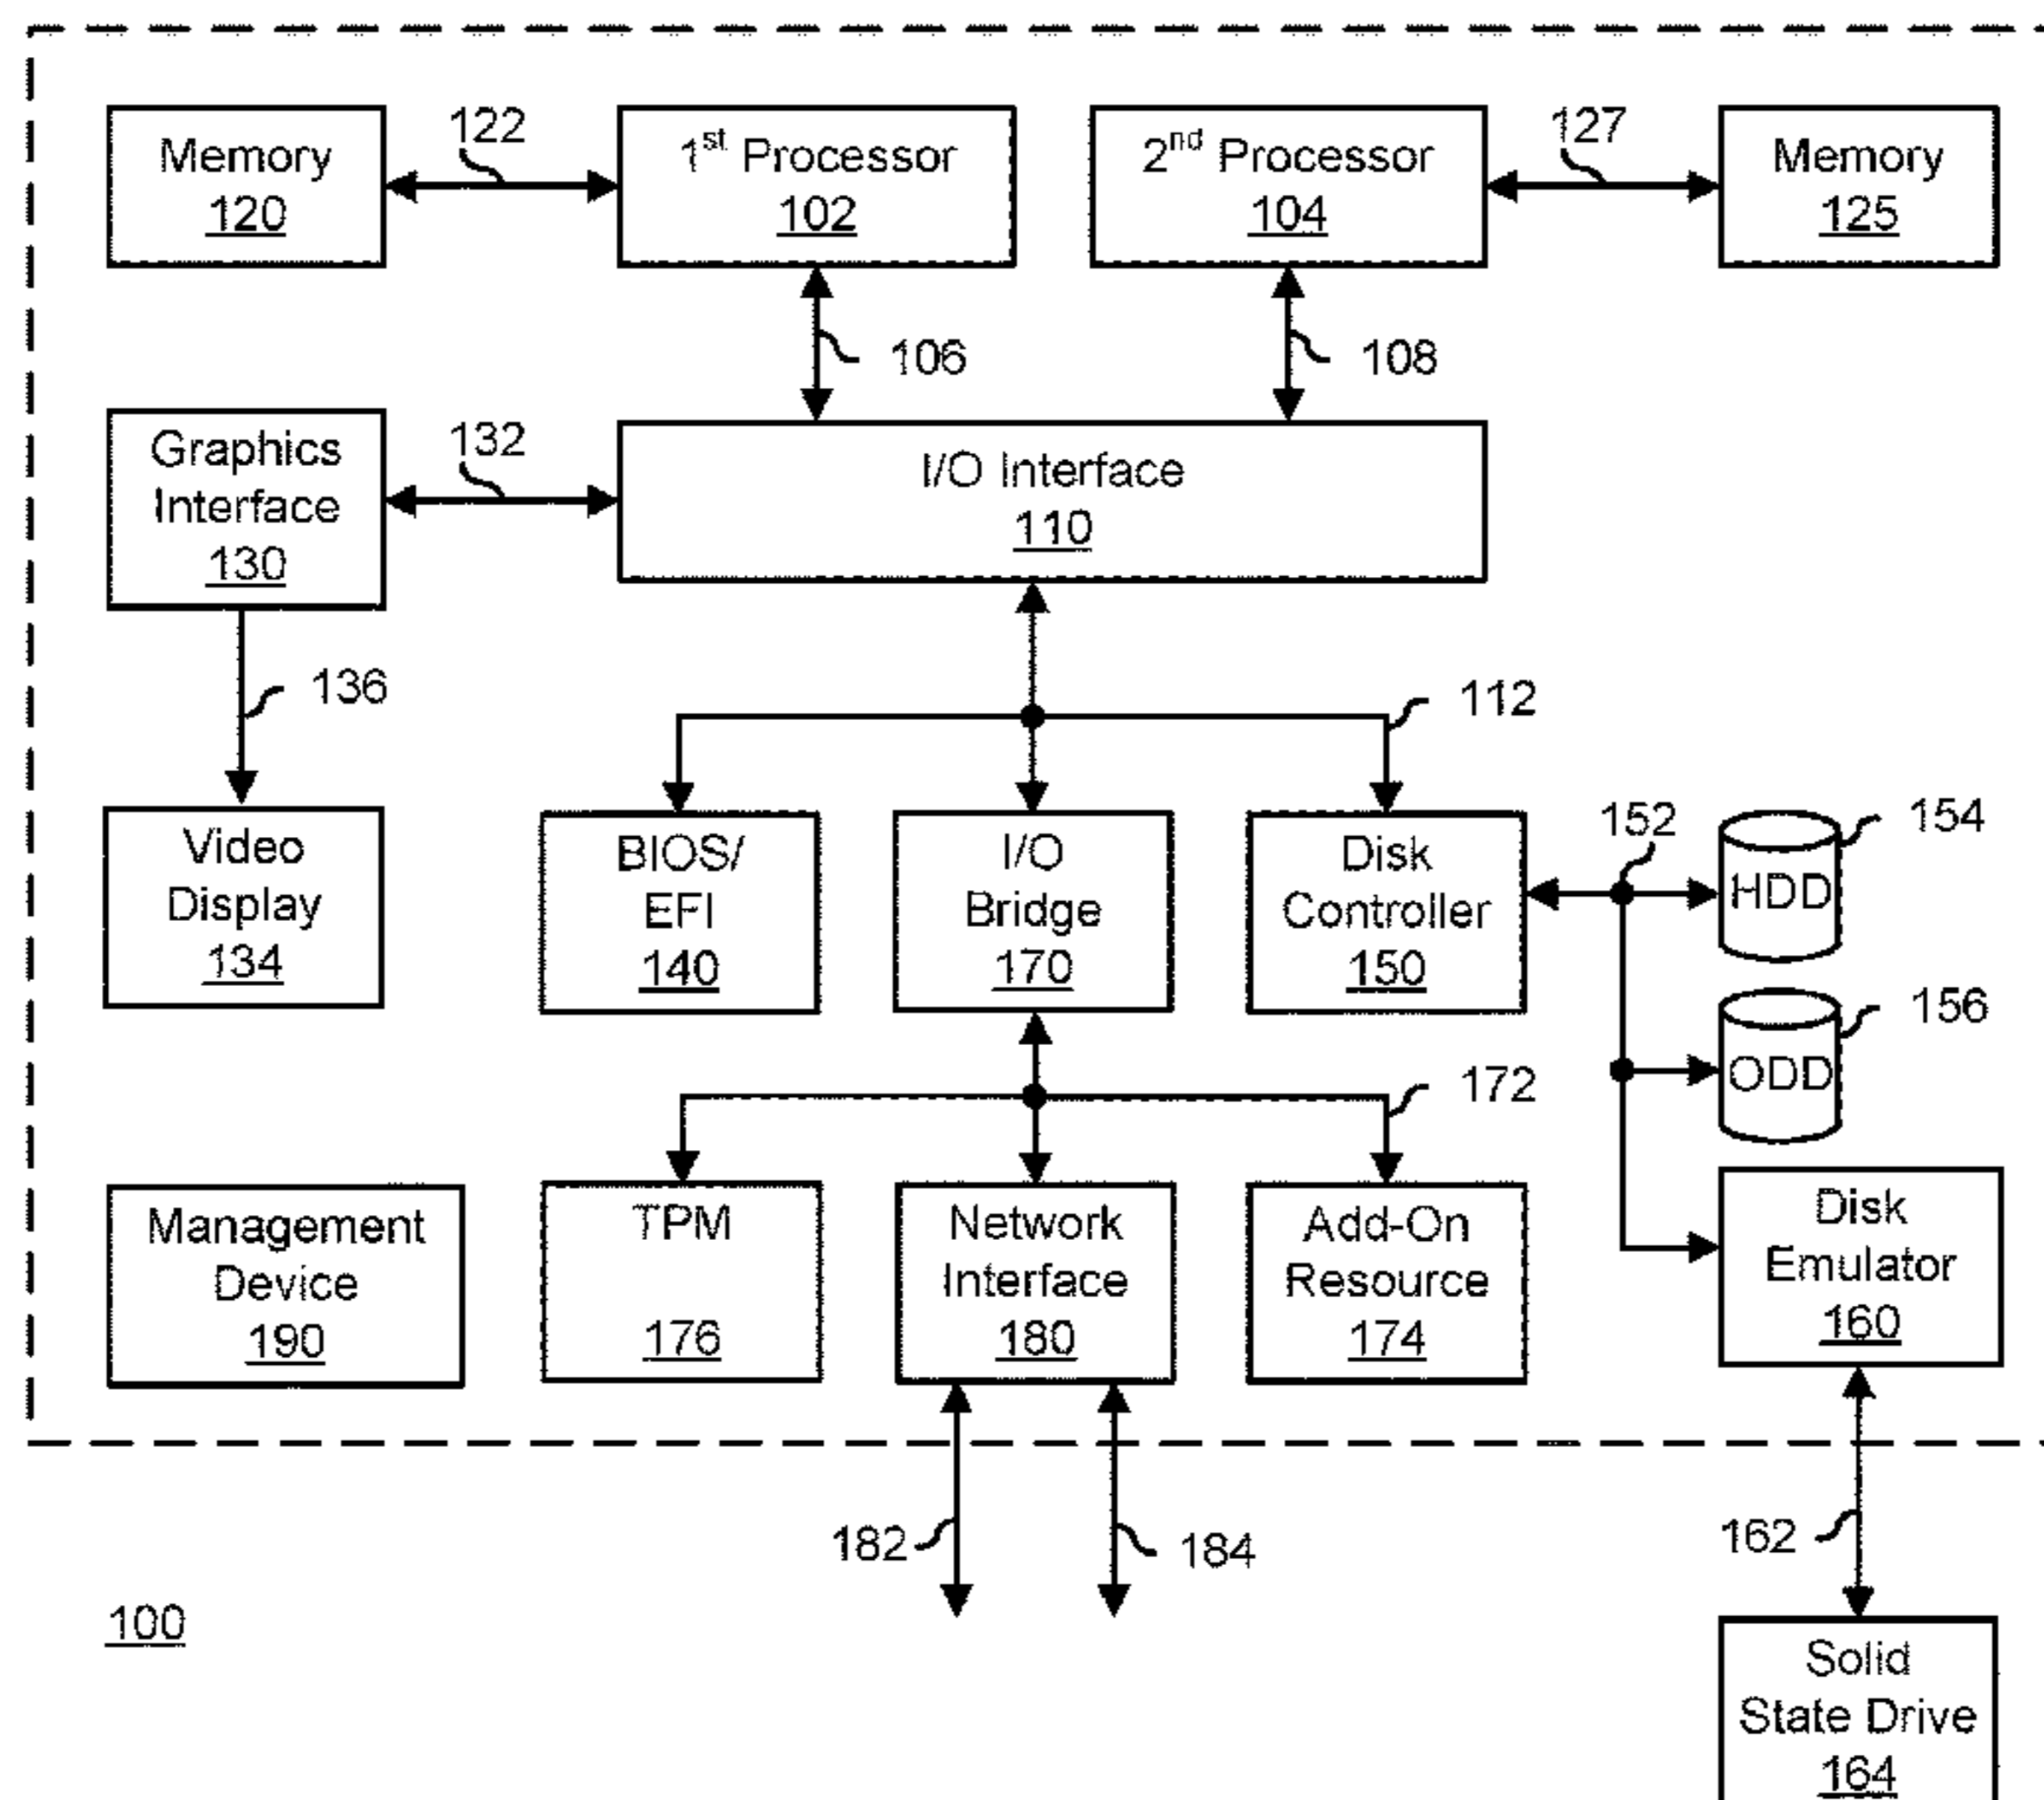 122
127
Memory
120
1st Processor
102
2nd Processor
104
Memory
125
106
108
Graphics
Interface
130
132
I/O Interface
110
136
112
Video
Display
134
BIOS/
EFI
140
I/O
Bridge
170
Disk
Controller
150
152
HDD
154
ODD
156
172
Management
Device
190
TPM
176
Network
Interface
180
Add-On
Resource
174
Disk
Emulator
160
182
184
162
100
Solid
State Drive
164